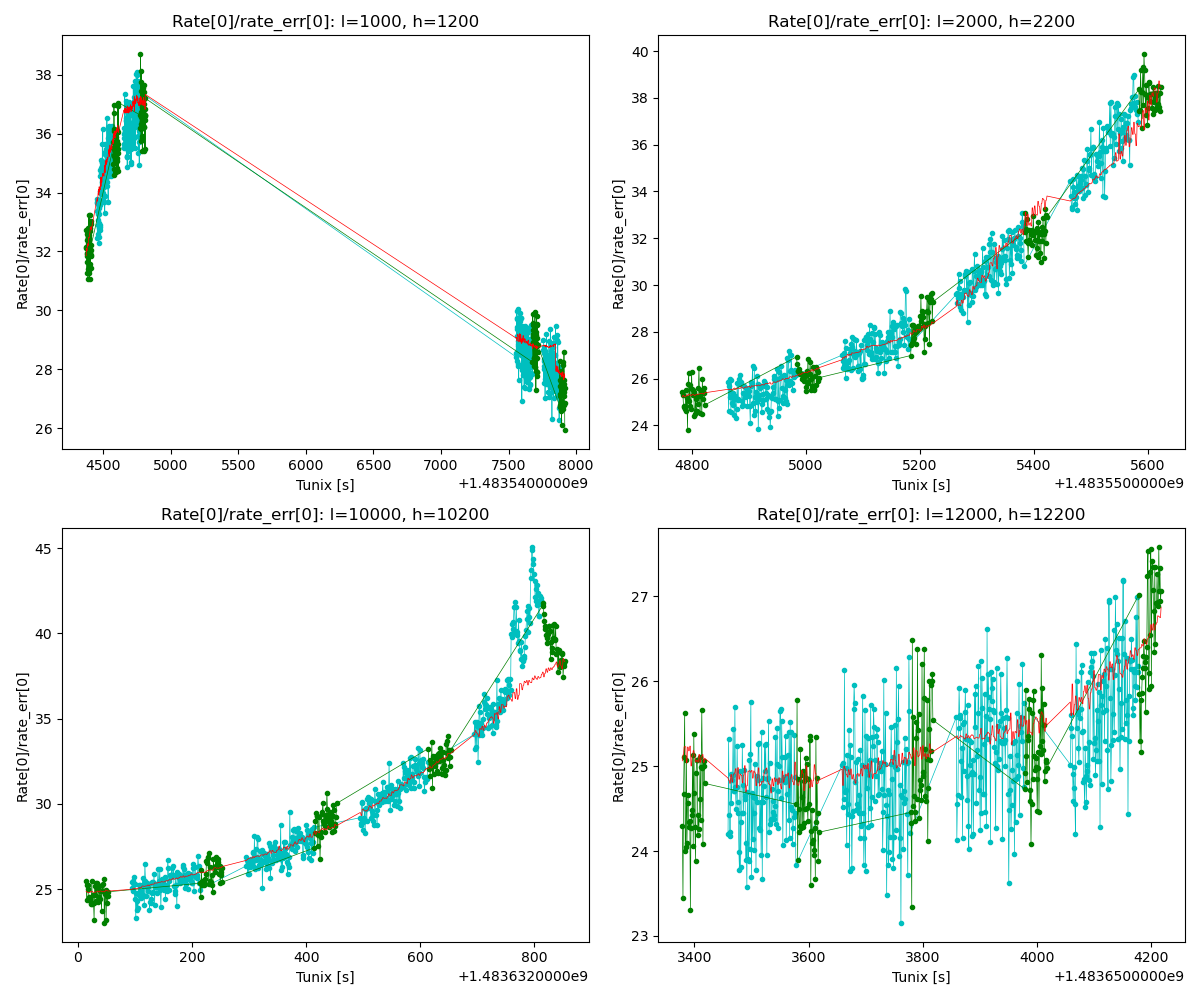 Rate[0]/rate_err[0]: l=1000, h=1200
Rate[0]/rate_err[0]
38
36
34
32
30
28
26
4500 5000 5500 6000 6500 7000 7500 8000
Tunix [s]
+1.4835400000e9
Rate[0]/rate_err[0]: l=2000, h=2200
Rate[0]/rate_err[0]
40
38
36
34
32
30
28
26
24
4800 5000 5200 5400 5600
Tunix [s]
+1.4835500000e9
Rate[0]/rate_err[0]: l=10000, h=10200
Rate[0]/rate_err[0]
45
40
35
30
25
0 200 400 600 800
Tunix [s]
+1.4836320000e9
Rate[0]/rate_err[0]: l=12000, h=12200
Rate[0]/rate_err[0]
27
26
25
24
23
3400 3600 3800 4000 4200
Tunix [s]
+1.4836500000e9